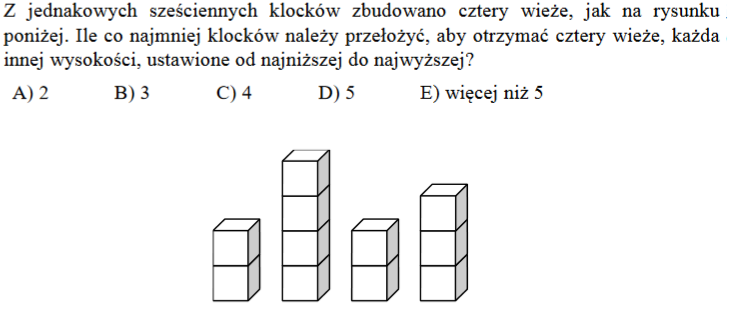 Z jednakowych sześciennych klocków zbudowano cztery wieże, jak na rysunku
poniżej. Ile co najmniej klocków należy przełożyć, aby otrzymać cztery wieże, każda
innej wysokości, ustawione od najniższej do najwyższej?
A) 2 B) 3 C) 4 D) 5 E) więcej niż 5